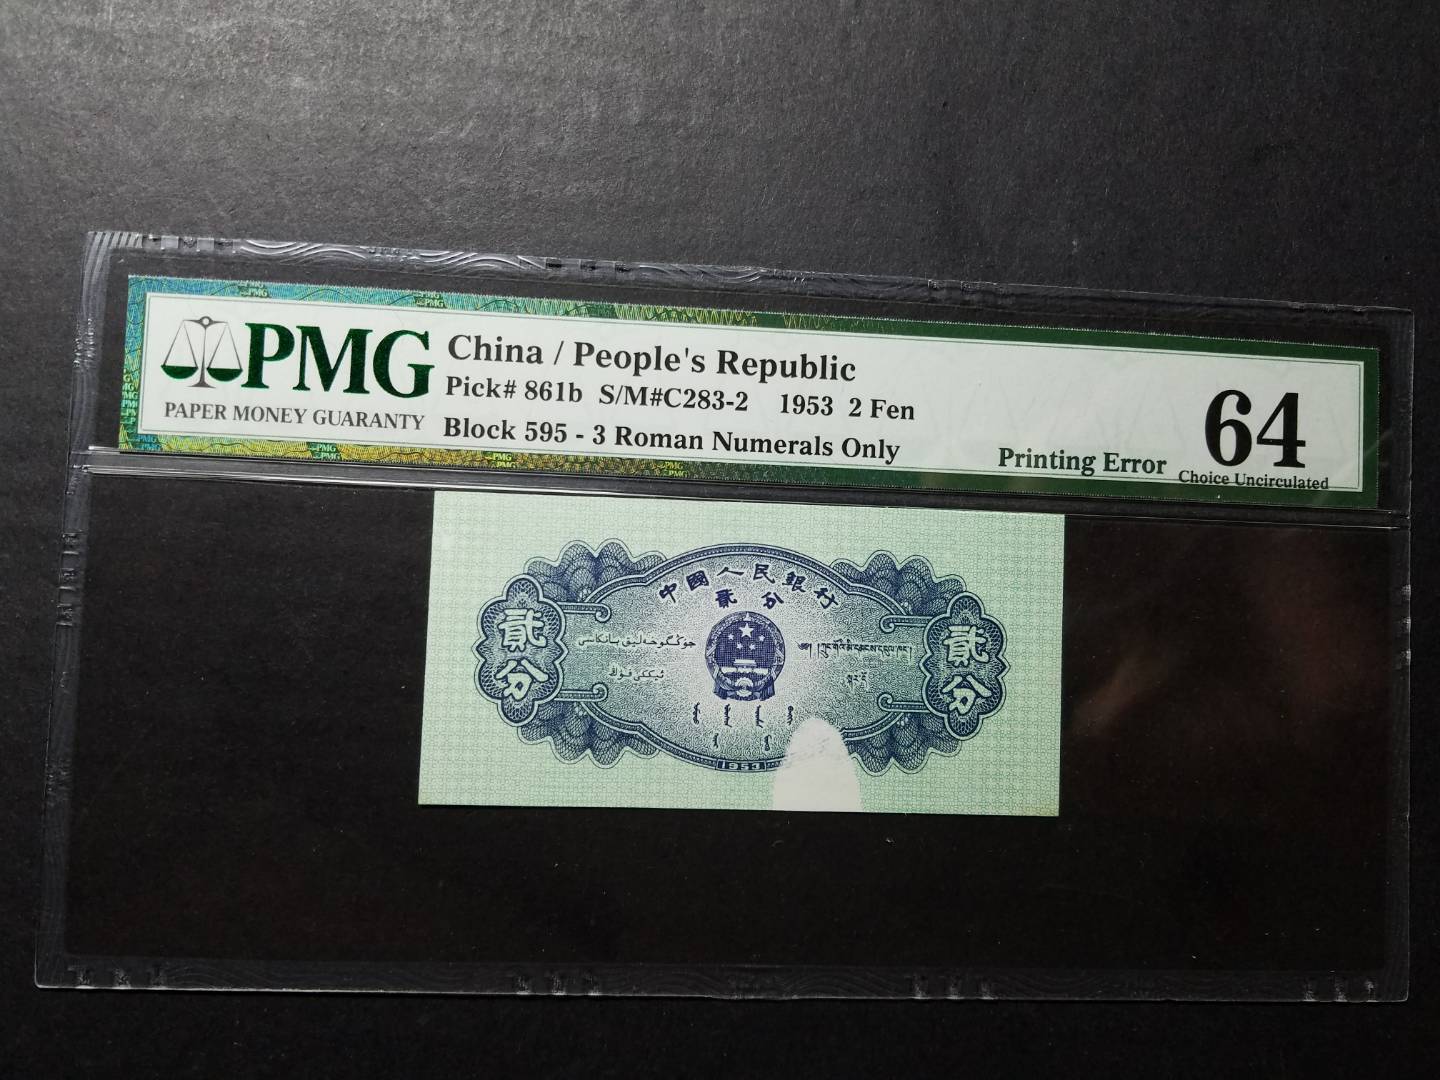 PMG
PAPER MONEY GUARANTY
China / People's Republic
Pick# 861b S/M#C283-2 1953 2 Fen
Block 595 - 3 Roman Numerals Only
Printing Error
64
Choice Uncirculated
中國人民銀行
貳分
貳分
貳分
1953